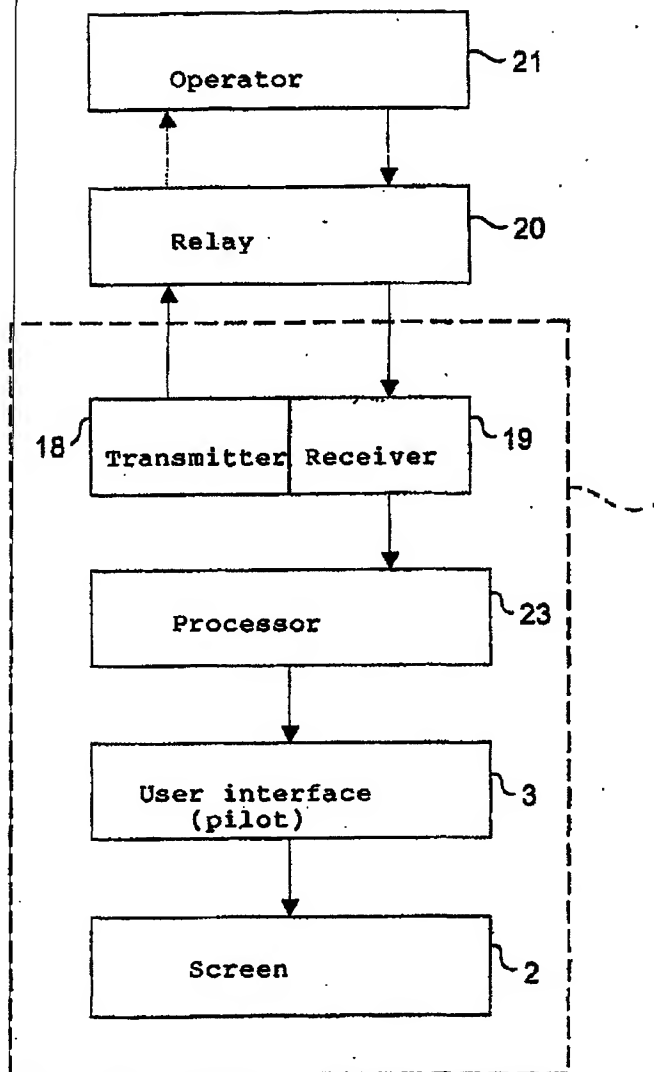 Operator
21
Relay
20
18
Transmitter
Receiver
19
Processor
23
User interface
(pilot)
3
Screen
2